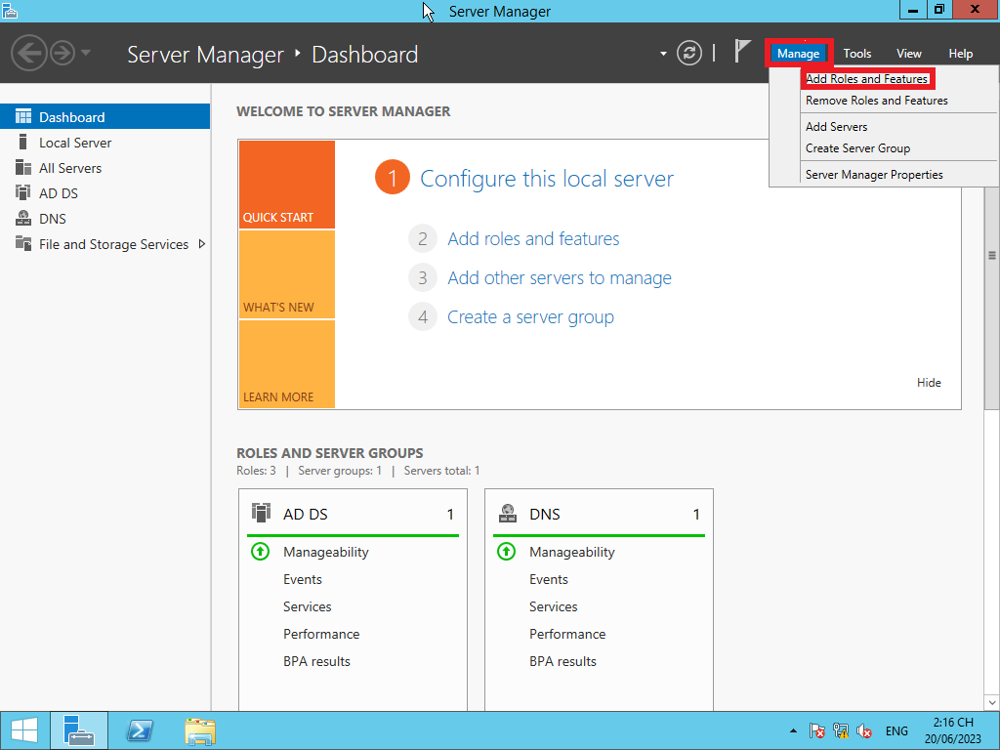 Server Manager
Server Manager ‣ Dashboard
Manage Tools View Help
Add Roles and Features
Remove Roles and Features
Add Servers
Create Server Group
Server Manager Properties
Dashboard
Local Server
All Servers
AD DS
DNS
File and Storage Services
WELCOME TO SERVER MANAGER
QUICK START
WHAT'S NEW
LEARN MORE
1 Configure this local server
2 Add roles and features
3 Add other servers to manage
4 Create a server group
Hide
ROLES AND SERVER GROUPS
Roles: 3 | Server groups: 1 | Servers total: 1
AD DS 1
Manageability
Events
Services
Performance
BPA results
DNS 1
Manageability
Events
Services
Performance
BPA results
ENG
2:16 CH
20/06/2023